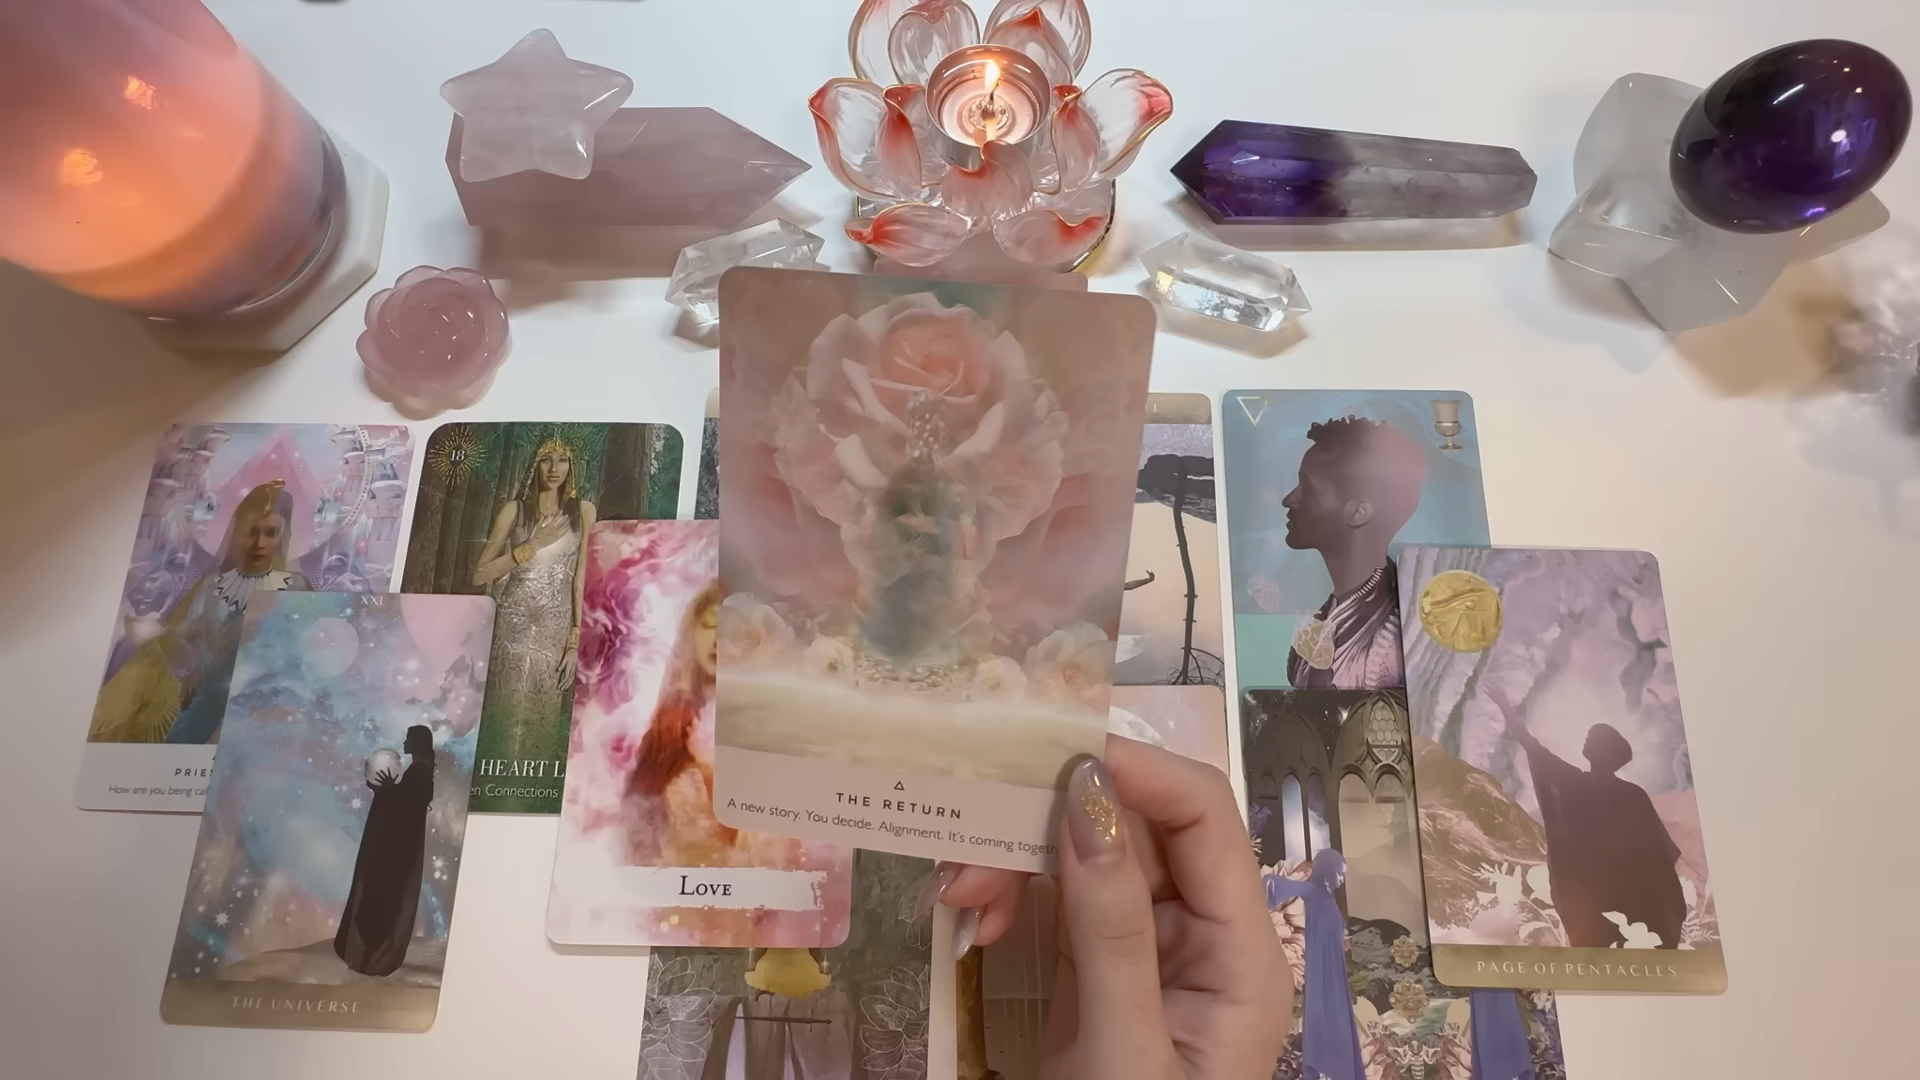 18
XXI
I
PRIES
How are you being cal
HEART L
en Connections
THE RETURN
A new story. You decide. Alignment. It's coming togeth
LOVE
THE UNIVERSE
PAGE OF PENTACLES